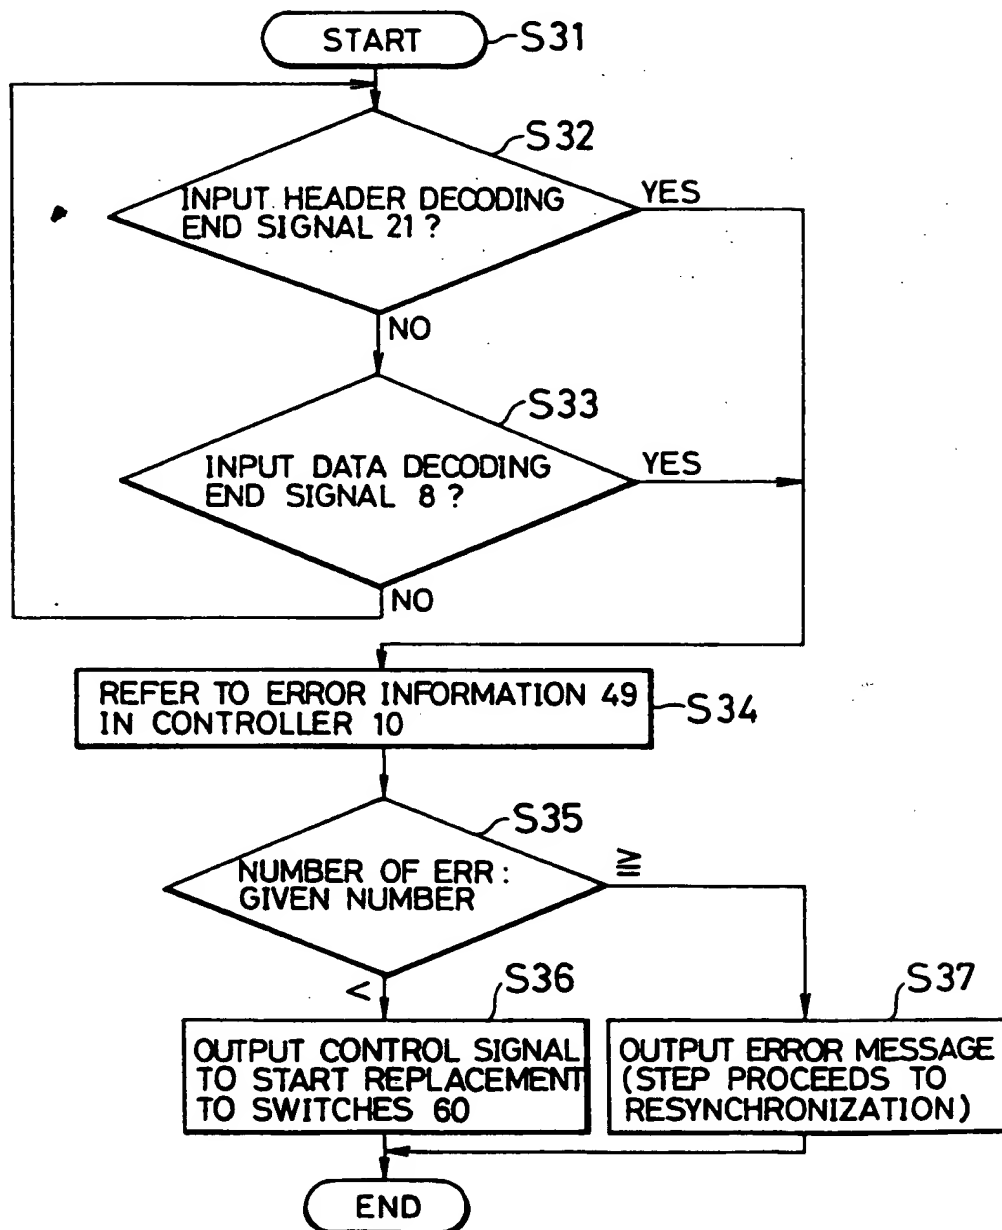 START
S31
S32
INPUT HEADER DECODING
END SIGNAL 21 ?
YES
NO
S33
INPUT DATA DECODING
END SIGNAL 8 ?
YES
NO
REFER TO ERROR INFORMATION 49
IN CONTROLLER 10
S34
S35
NUMBER OF ERR :
GIVEN NUMBER
≧
<
S36
S37
OUTPUT CONTROL SIGNAL
TO START REPLACEMENT
TO SWITCHES 60
OUTPUT ERROR MESSAGE
(STEP PROCEEDS TO
RESYNCHRONIZATION)
END